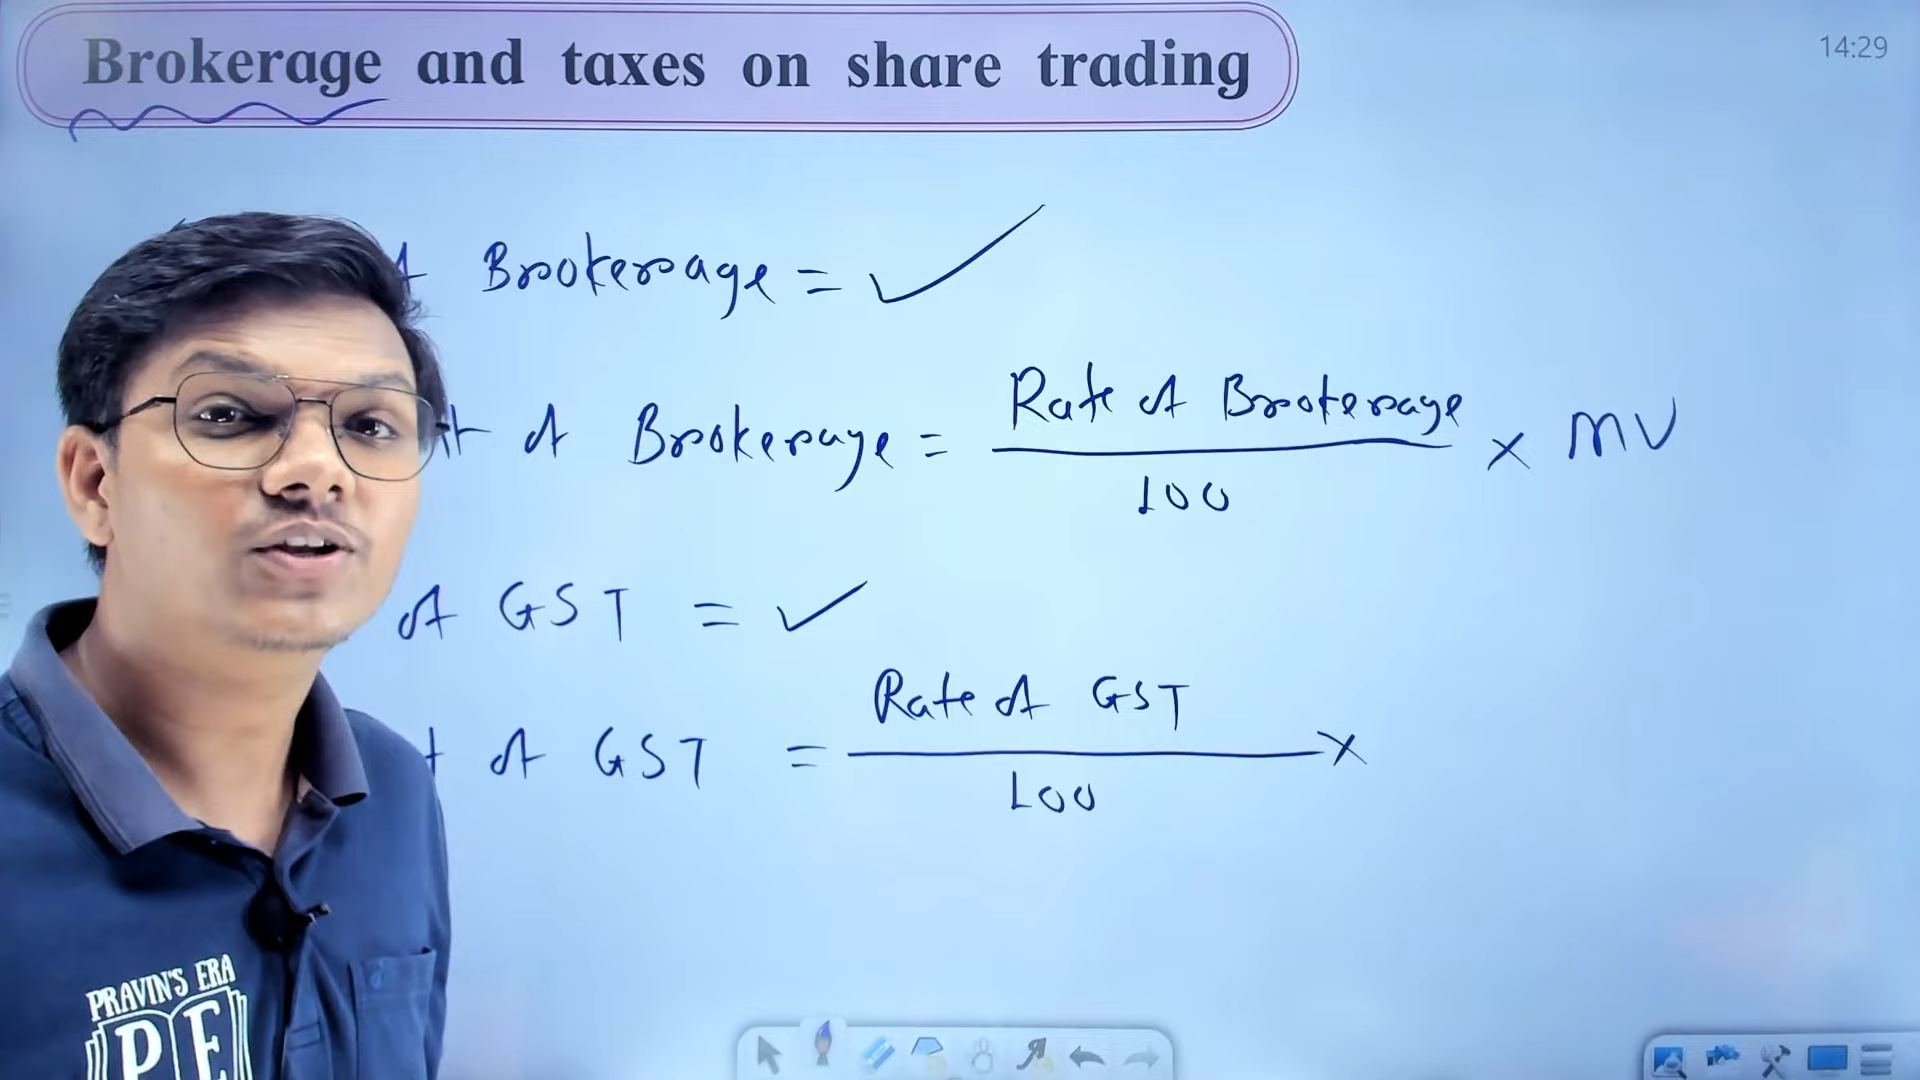 Brokerage and taxes on share trading
14:29
Brokerage =
Brokerage = Rate of Brokerage × MV
100
of GST =
of GST = Rate of GST ×
100
PRAVIN'S ERA
PE